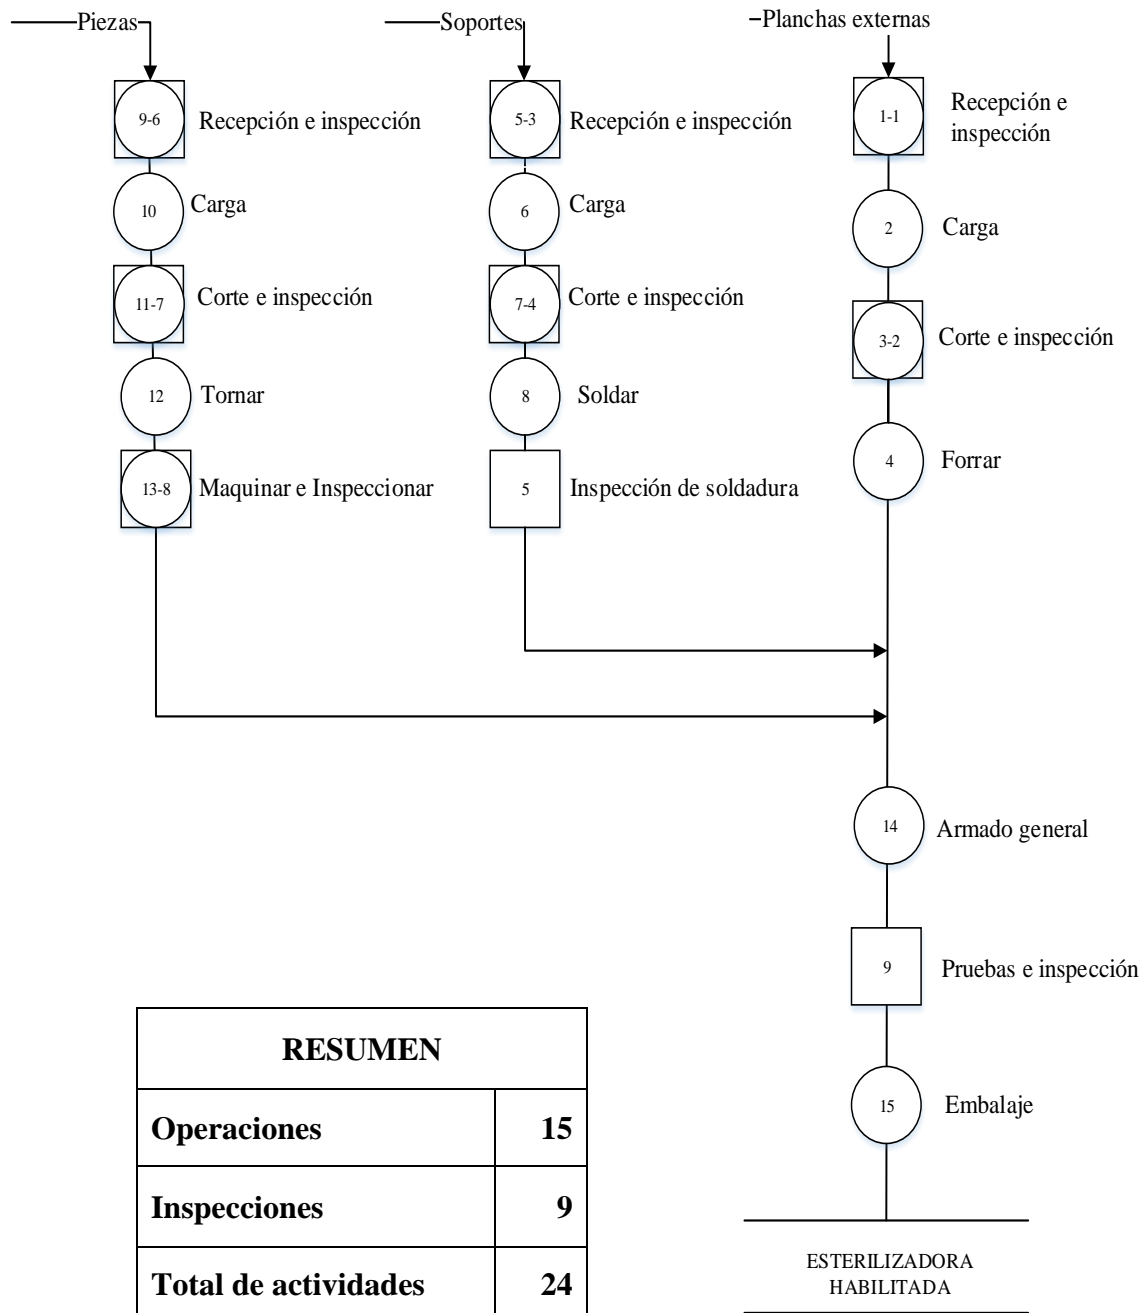 Piezas
Soportes
Planchas externas
9-6
Recepción e inspección
5-3
Recepción e inspección
1-1
Recepción e
inspección
10
Carga
6
Carga
2
Carga
11-7
Corte e inspección
7-4
Corte e inspección
3-2
Corte e inspección
12
Tornar
8
Soldar
4
Forrar
13-8
Maquinar e Inspeccionar
5
Inspección de soldadura
14
Armado general
9
Pruebas e inspección
15
Embalaje
ESTERILIZADORA
HABILITADA
RESUMEN
Operaciones 15
Inspecciones 9
Total de actividades 24